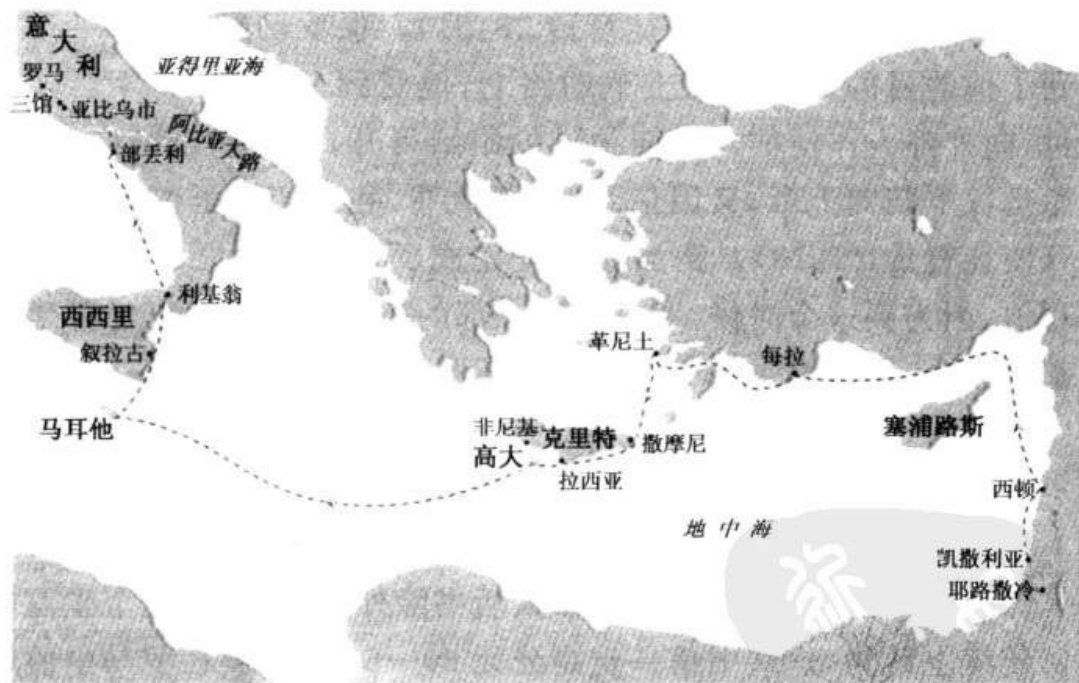 意大利
亚得里亚海
罗马
三馆
亚比乌市
阿比亚大路
部丢利
利基翁
西西里
叙拉古
革尼土
每拉
马耳他
非尼基
克里特
塞浦路斯
高大
撒摩尼
拉西亚
西顿
地中海
凯撒利亚
耶路撒冷